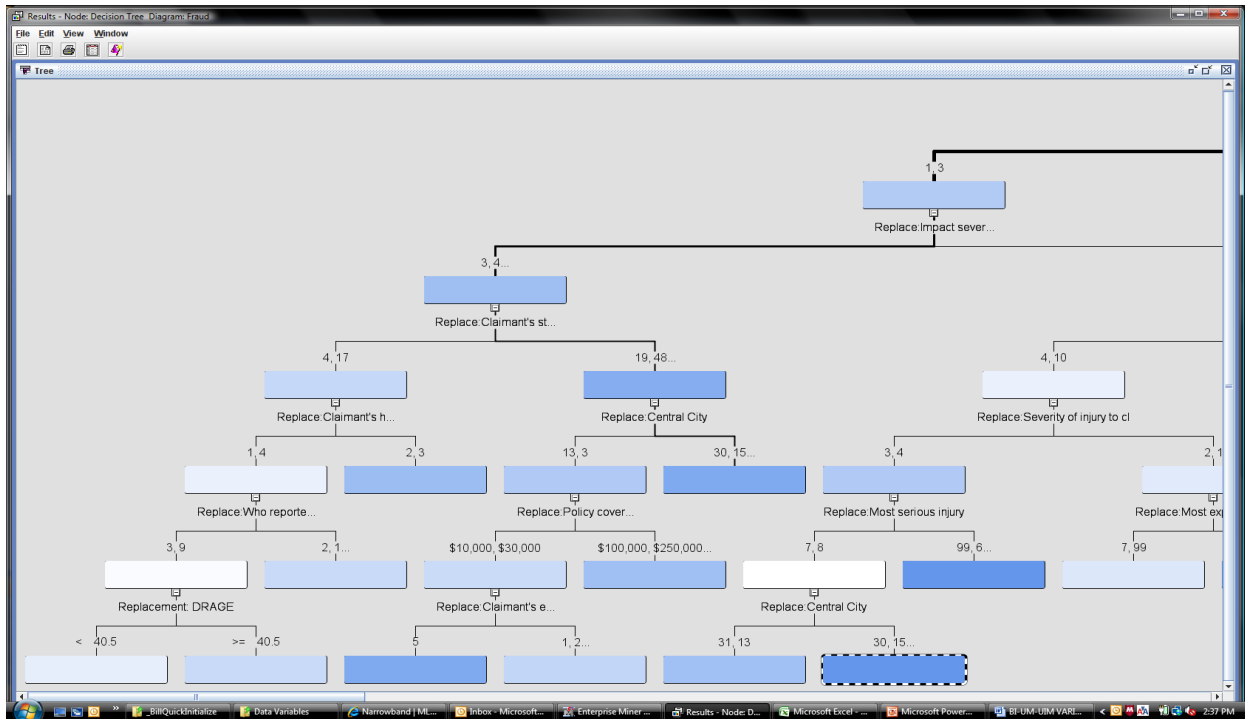 Results - Node: Decision Tree Diagram: Fraud
File Edit View Window
Tree
1, 3
Replace:Impact sever...
3, 4...
Replace:Claimant's st...
4, 17
19, 48...
4, 10
Replace:Claimant's h...
Replace:Central City
Replace:Severity of injury to cl
1, 4
2, 3
13, 3
30, 15...
3, 4
2, 1
Replace:Who reporte...
Replace:Policy cover...
Replace:Most serious injury
Replace:Most exp
3, 9
2, 1...
$10,000, $30,000
$100,000, $250,000...
7, 8
99, 6...
7, 99
Replacement: DRAGE
Replace:Claimant's e...
Replace:Central City
< 40.5
>= 40.5
5
1, 2...
31, 13
30, 15...
_BillQuickInitialize
Data Variables
Narrowband | ML...
Inbox - Microsoft...
Enterprise Miner ...
Results - Node: D...
Microsoft Excel - ...
Microsoft Power...
BI-UM-UIM VARI...
2:37 PM